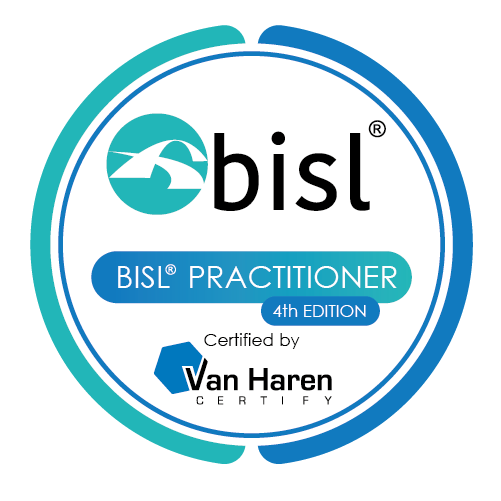 bisl®
BISL® PRACTITIONER
4th EDITION
Certified by
Van Haren
CERTIFY